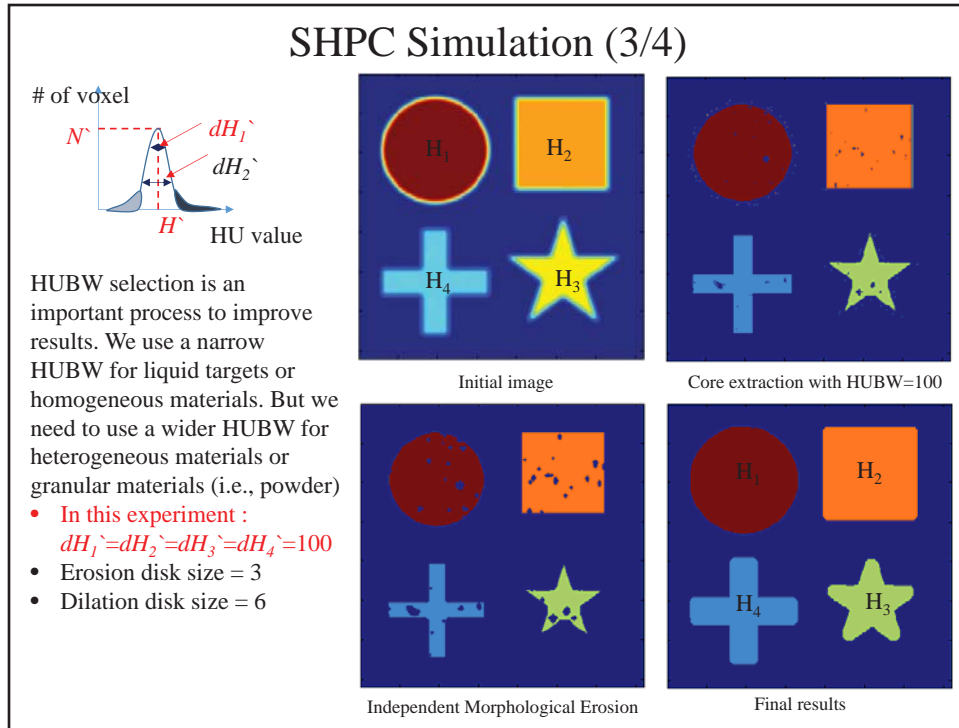 SHPC Simulation (3/4)
# of voxel
N`
dH₁`
dH₂`
H`
HU value
HUBW selection is an
important process to improve
results. We use a narrow
HUBW for liquid targets or
homogeneous materials. But we
need to use a wider HUBW for
heterogeneous materials or
granular materials (i.e., powder)
• In this experiment :
dH₁`=dH₂`=dH₃`=dH₄`=100
• Erosion disk size = 3
• Dilation disk size = 6
H₁
H₂
H₄
H₃
Initial image
Core extraction with HUBW=100
Independent Morphological Erosion
H₁
H₂
H₄
H₃
Final results